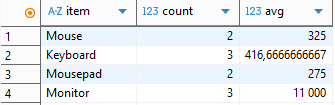 A-Z item 123 count 123 avg
1 Mouse 2 325
2 Keyboard 3 416,6666666667
3 Mousepad 2 275
4 Monitor 3 11 000